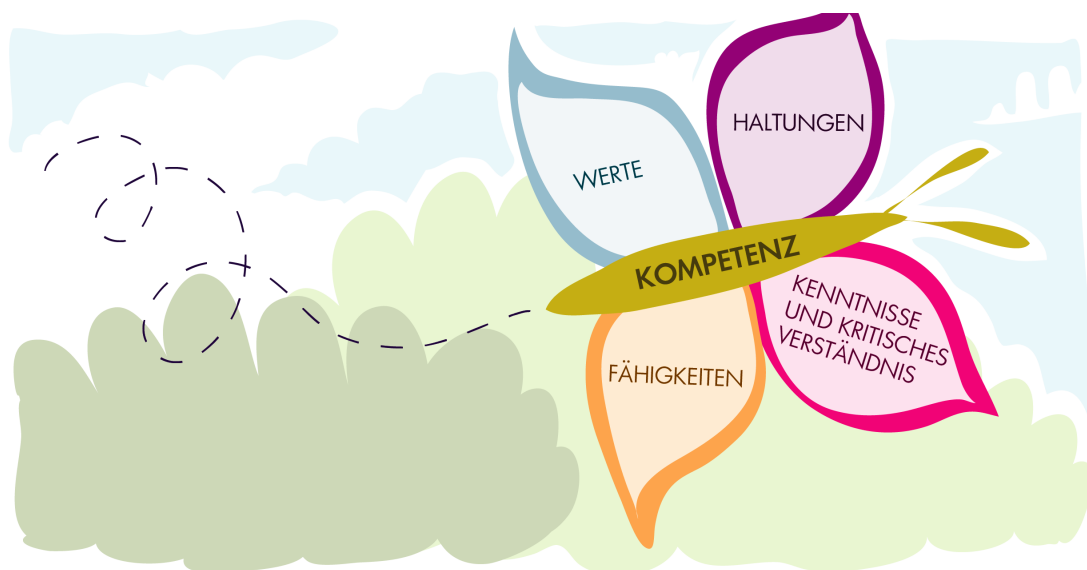 HALTUNGEN
WERTE
KOMPETENZ
KENNTNISSE
UND KRITISCHES
VERSTÄNDNIS
FÄHIGKEITEN